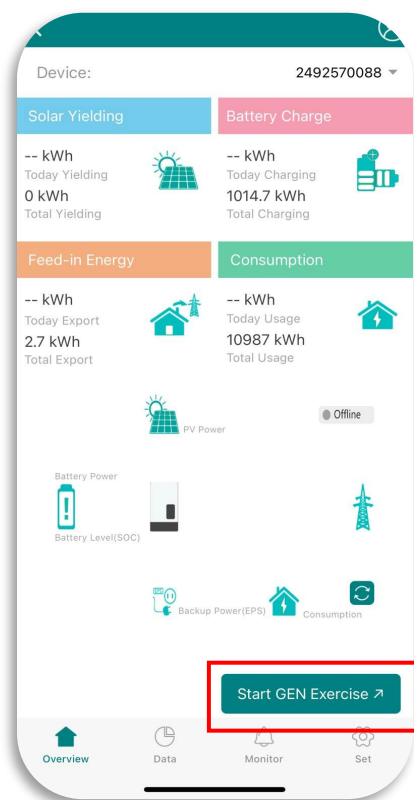 Device: 2492570088
Solar Yielding Battery Charge
-- kWh -- kWh
Today Yielding Today Charging
0 kWh 1014.7 kWh
Total Yielding Total Charging
Feed-in Energy Consumption
-- kWh -- kWh
Today Export Today Usage
2.7 kWh 10987 kWh
Total Export Total Usage
PV Power Offline
Battery Power
Battery Level(SOC)
EPS
Backup Power(EPS) Consumption
Start GEN Exercise
Overview Data Monitor Set